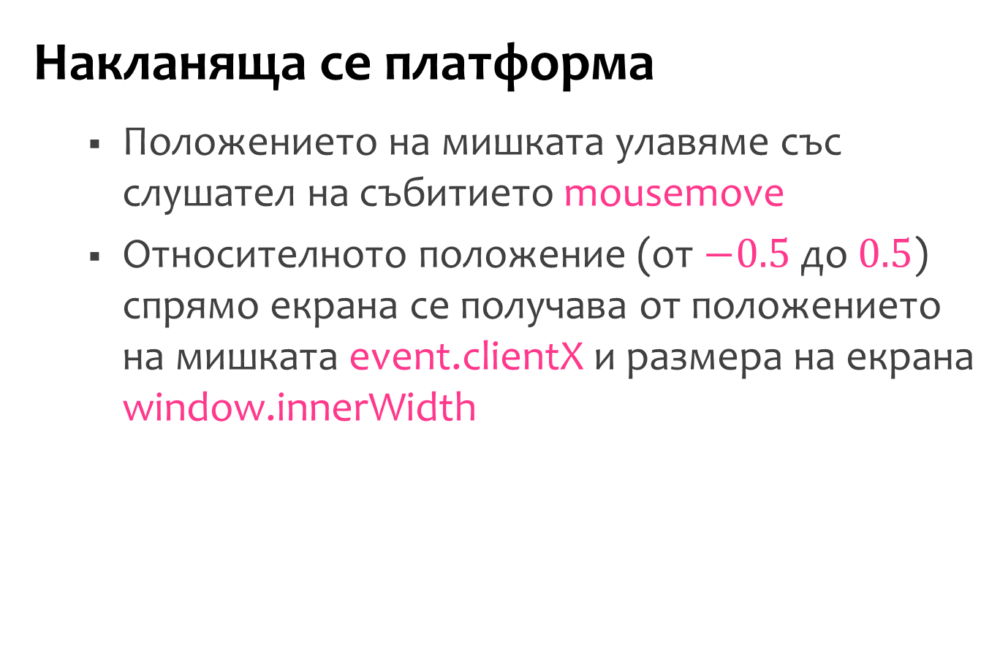 Накланяща се платформа
▪ Положението на мишката улавяме със
слушател на събитието mousemove
▪ Относителното положение (от −0.5 до 0.5)
спрямо екрана се получава от положението
на мишката event.clientX и размера на екрана
window.innerWidth